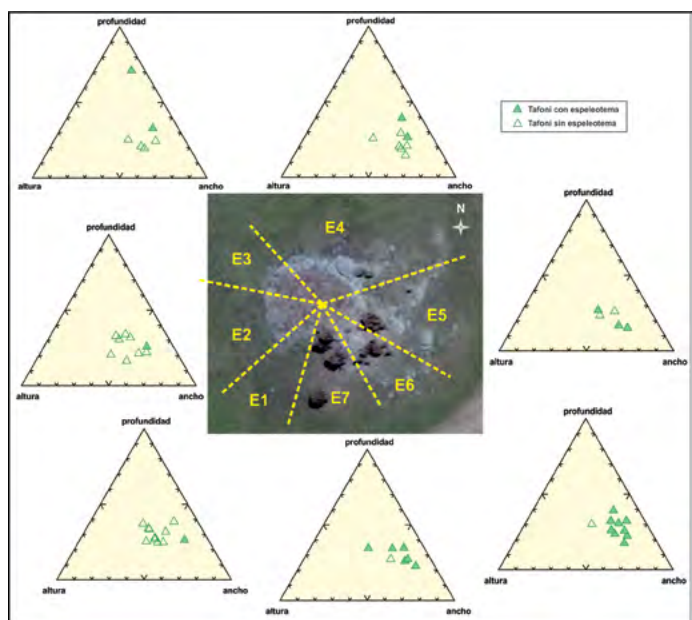 profundidad
altura
ancho
profundidad
altura
ancho
Tafoni con espeleotema
Tafoni sin espeleotema
profundidad
altura
ancho
N
E4
E3
E2
E5
E1
E7
E6
profundidad
altura
ancho
profundidad
altura
ancho
profundidad
altura
ancho
profundidad
altura
ancho